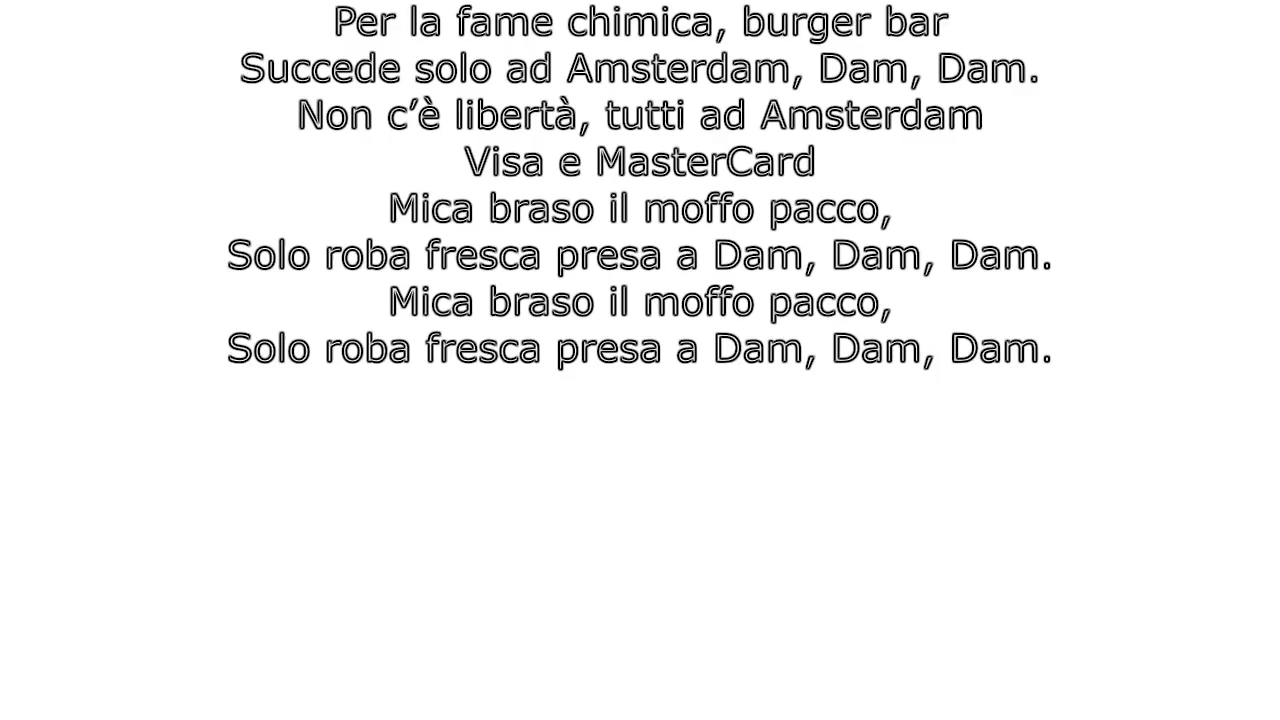 Per la fame chimica, burger bar
Succede solo ad Amsterdam, Dam, Dam.
Non c’è libertà, tutti ad Amsterdam
Visa e MasterCard
Mica braso il moffo pacco,
Solo roba fresca presa a Dam, Dam, Dam.
Mica braso il moffo pacco,
Solo roba fresca presa a Dam, Dam, Dam.